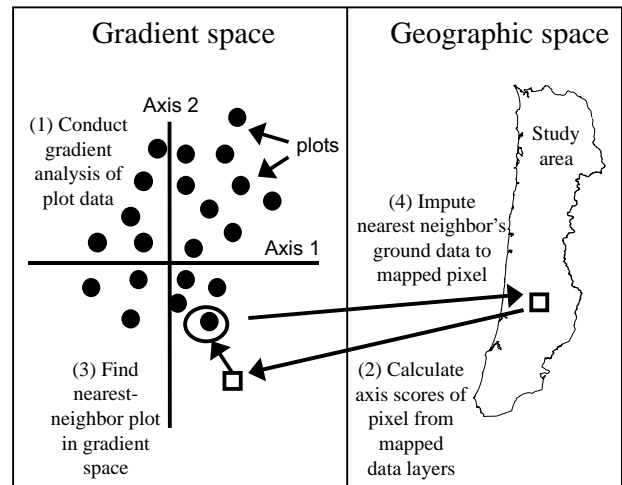 Gradient space
Axis 2
(1) Conduct
gradient
analysis of
plot data
plots
Axis 1
(3) Find
nearest-
neighbor plot
in gradient
space
Geographic space
Study
area
(4) Impute
nearest neighbor's
ground data to
mapped pixel
(2) Calculate
axis scores of
pixel from
mapped
data layers